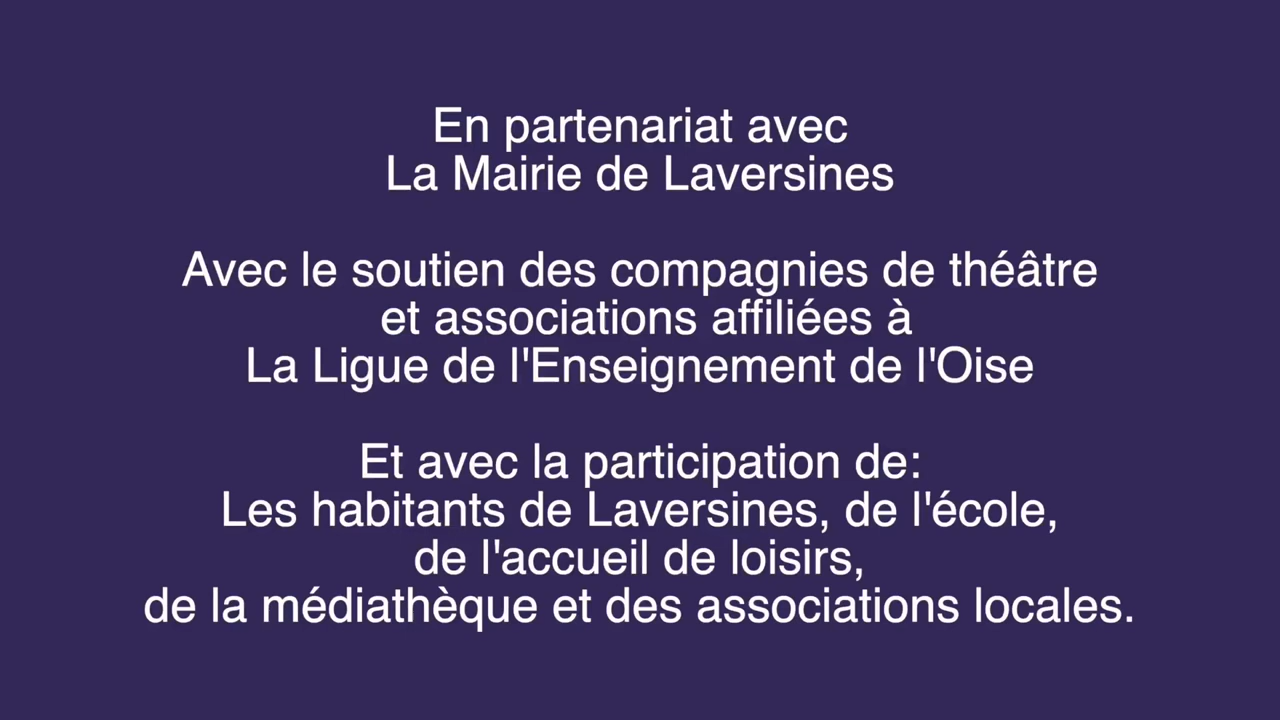 En partenariat avec
La Mairie de Laversines
Avec le soutien des compagnies de théâtre
et associations affiliées à
La Ligue de l'Enseignement de l'Oise
Et avec la participation de:
Les habitants de Laversines, de l'école,
de l'accueil de loisirs,
de la médiathèque et des associations locales.